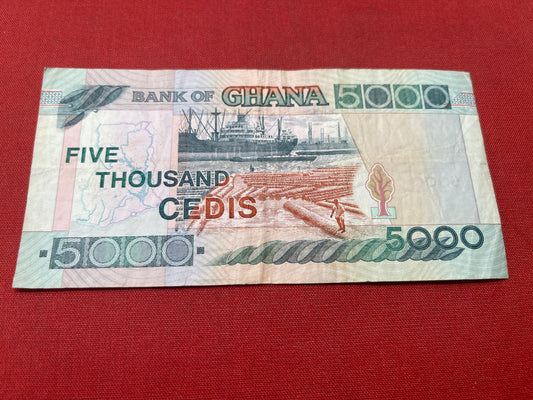 BANK OF GHANA 5000
FIVE
THOUSAND
CEDIS
5000 5000